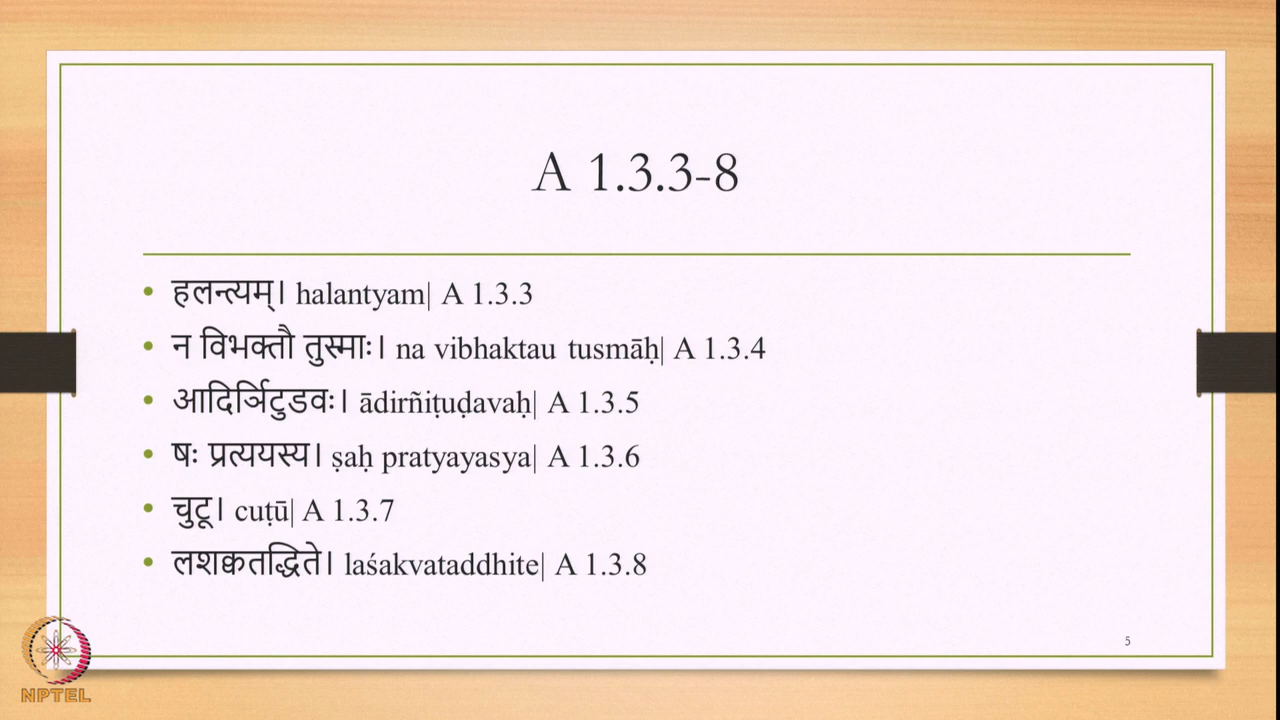 A 1.3.3-8
• हलन्त्यम्। halantyam| A 1.3.3
• न विभक्तौ तुस्माः। na vibhaktau tusmāḥ| A 1.3.4
• आदिर्ञिटुडवः। ādirñiṭuḍavaḥ| A 1.3.5
• षः प्रत्ययस्य। ṣaḥ pratyayasya| A 1.3.6
• चुटू। cuṭū| A 1.3.7
• लशक्वतद्धिते। laśakvataddhite| A 1.3.8
5
NPTEL